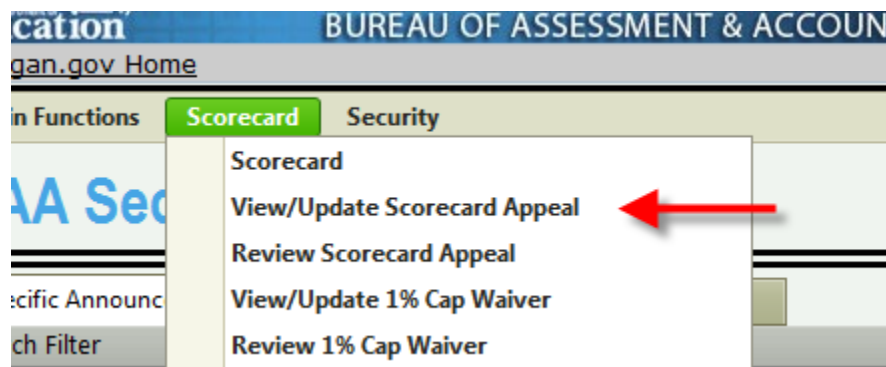 cation BUREAU OF ASSESSMENT & ACCOUN
gan.gov Home
in Functions Scorecard Security
Scorecard
AA Sec
View/Update Scorecard Appeal
Review Scorecard Appeal
ecific Announc
View/Update 1% Cap Waiver
ch Filter
Review 1% Cap Waiver